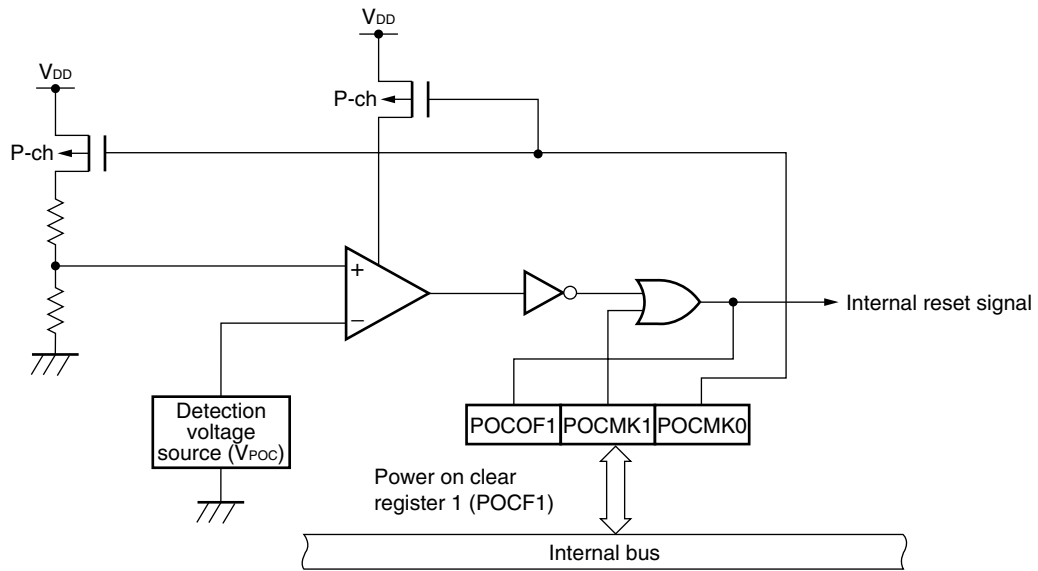 VDD
VDD
P-ch
P-ch
+
−
Internal reset signal
Detection
voltage
source (VPOC)
POCOF1 POCMK1 POCMK0
Power on clear
register 1 (POCF1)
Internal bus